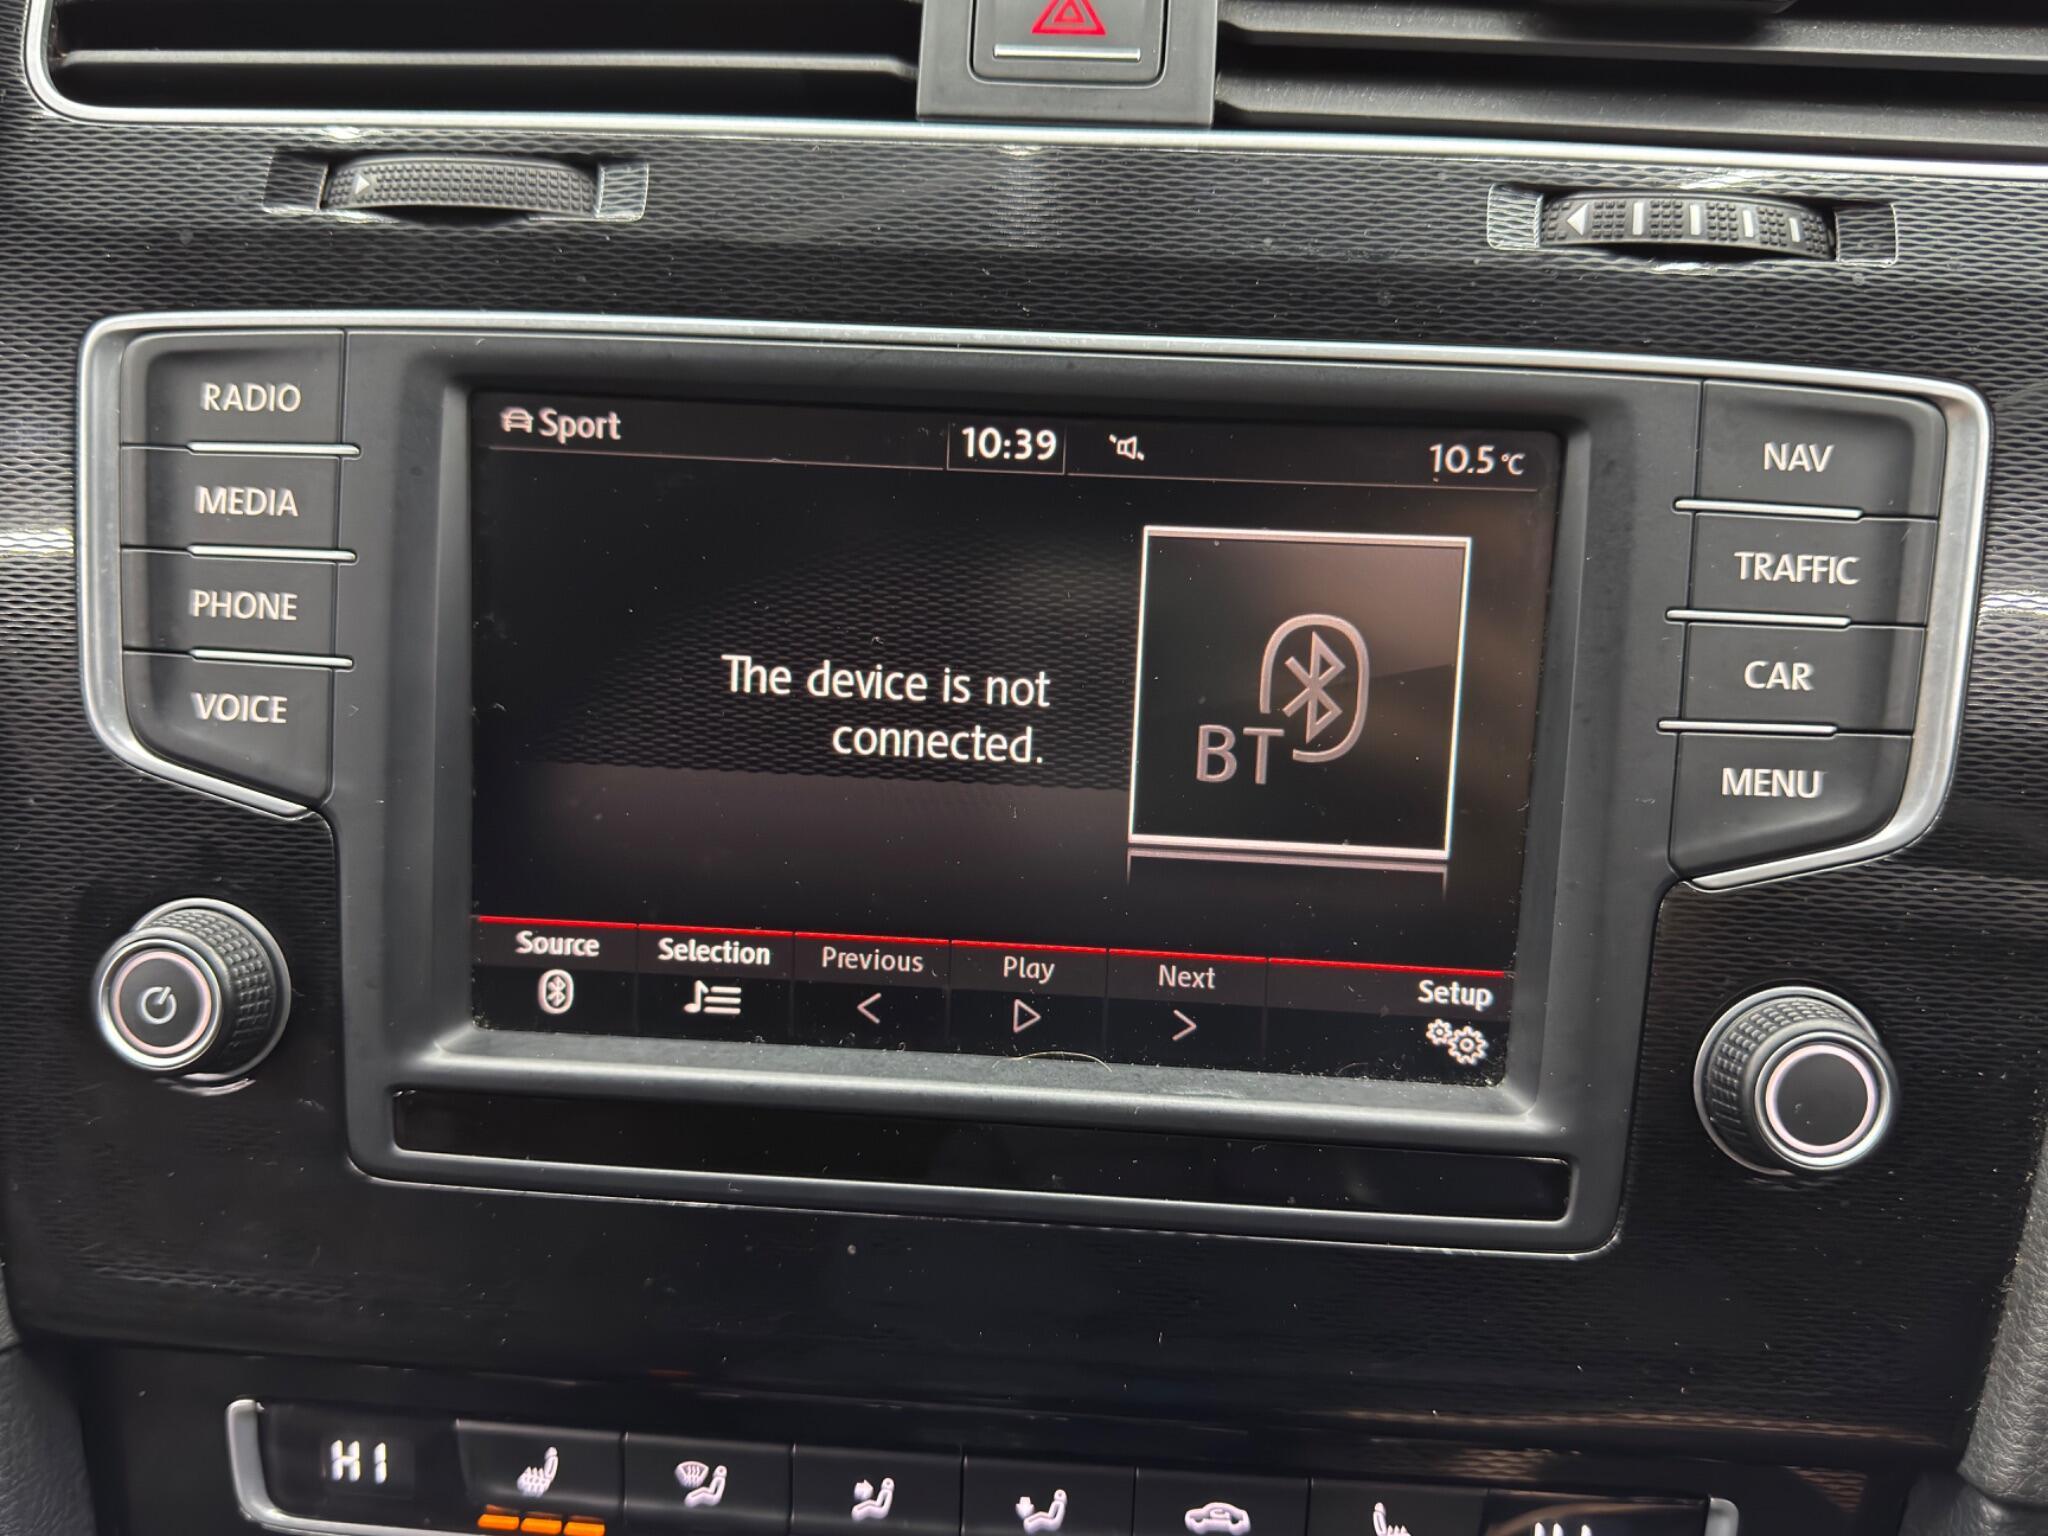 RADIO
MEDIA
PHONE
VOICE
Sport
10:39
10.5°C
The device is not
connected.
BT
Source
Selection
Previous
Play
Next
Setup
NAV
TRAFFIC
CAR
MENU
HI